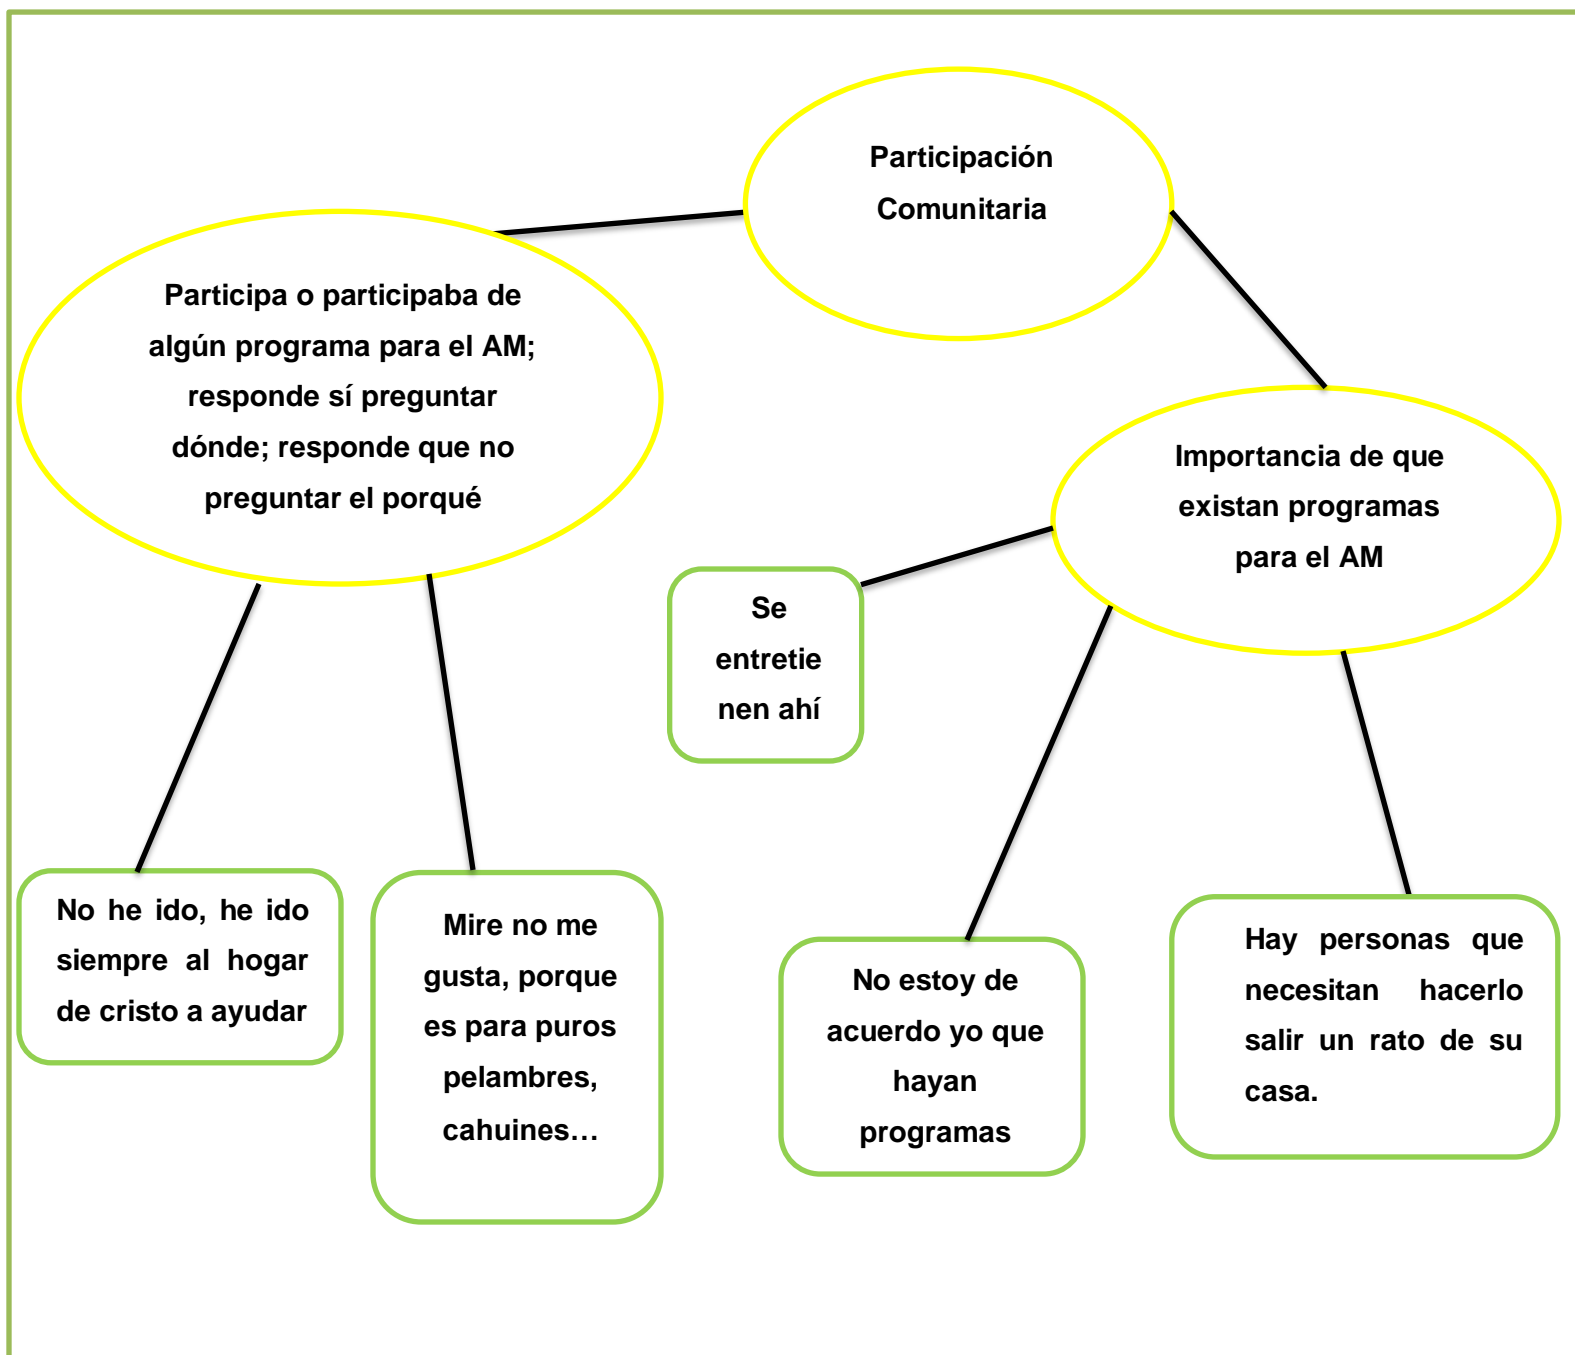 Participación
Comunitaria
Participa o participaba de
algún programa para el AM;
responde sí preguntar
dónde; responde que no
preguntar el porqué
Importancia de que
existan programas
para el AM
Se
entretie
nen ahí
No he ido, he ido
siempre al hogar
de cristo a ayudar
Mire no me
gusta, porque
es para puros
pelambres,
cahuines…
No estoy de
acuerdo yo que
hayan
programas
Hay personas que
necesitan hacerlo
salir un rato de su
casa.